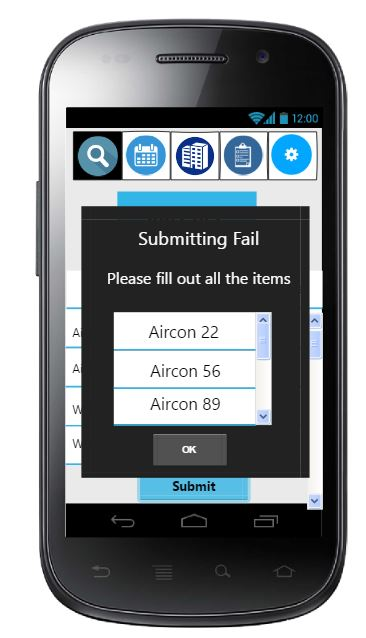 12:00
Submitting Fail
Please fill out all the items
Aircon 22
Aircon 56
Aircon 89
OK
Submit